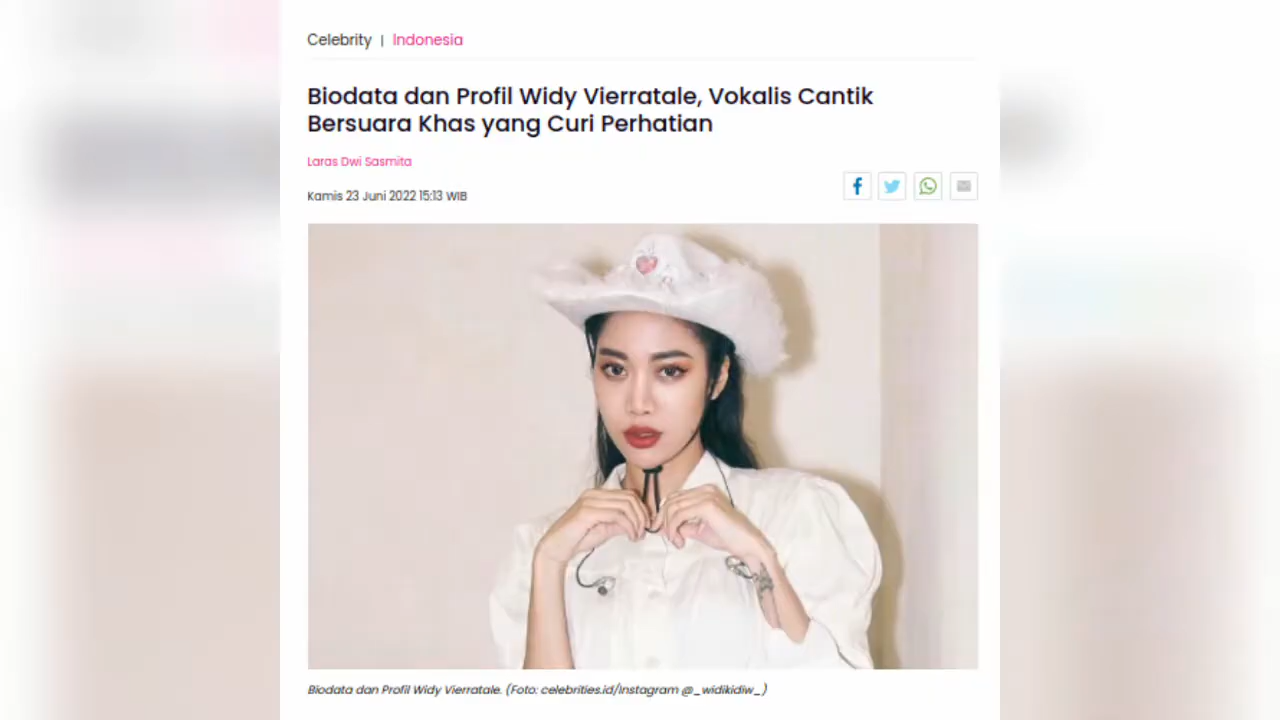 Celebrity | Indonesia
Biodata dan Profil Widy Vierratale, Vokalis Cantik
Bersuara Khas yang Curi Perhatian
Laras Dwi Sasmita
Kamis 23 Juni 2022 15:13 WIB
Biodata dan Profil Widy Vierratale. (Foto: celebrities.id/Instagram @_widikidiw_)